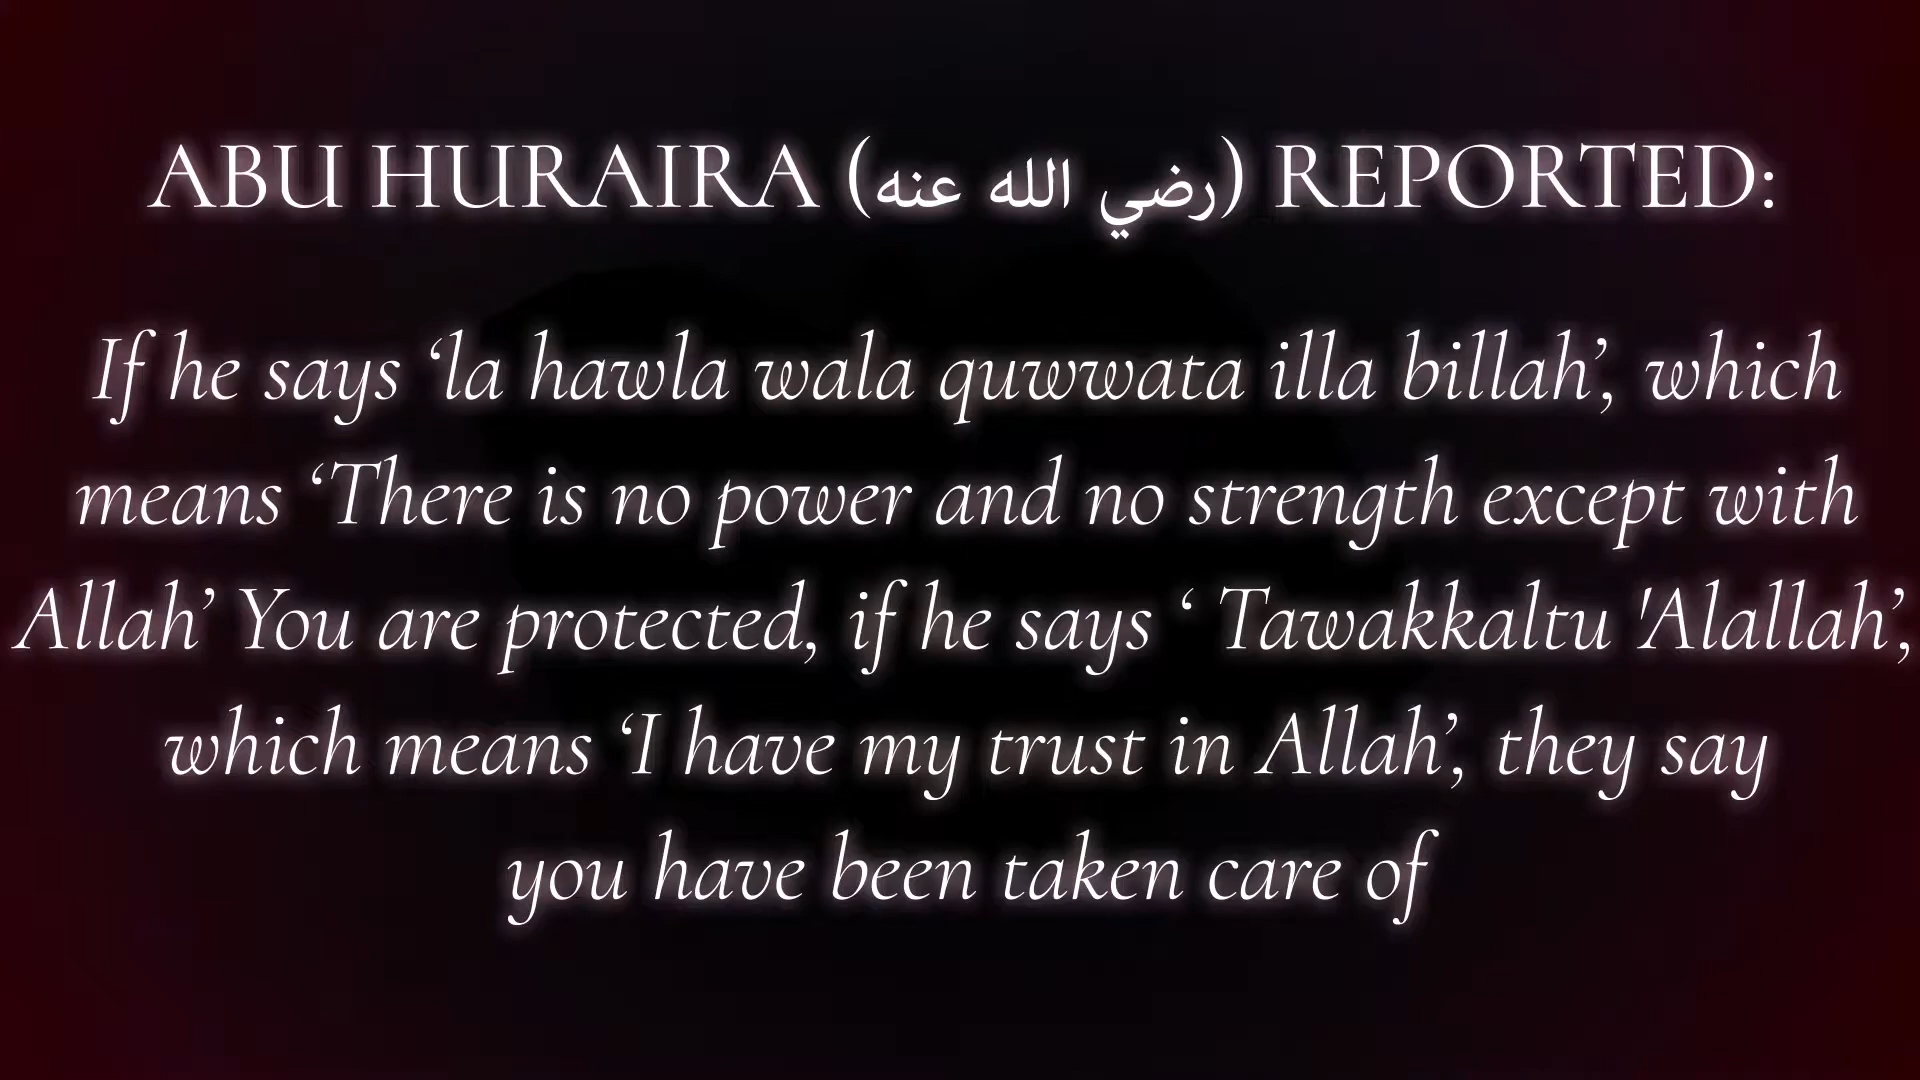 ABU HURAIRA (رضي الله عنه) REPORTED:
If he says ‘la hawla wala quwwata illa billah’, which
means ‘There is no power and no strength except with
Allah’ You are protected, if he says ‘ Tawakkaltu 'Alallah’,
which means ‘I have my trust in Allah’, they say
you have been taken care of